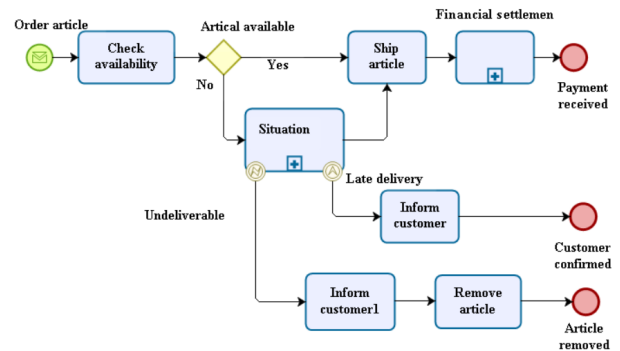 Order article
Check
availability
Artical available
Yes
No
Ship
article
Financial settlemen
Payment
received
Situation
Late delivery
Undeliverable
Inform
customer
Customer
confirmed
Inform
customer1
Remove
article
Article
removed